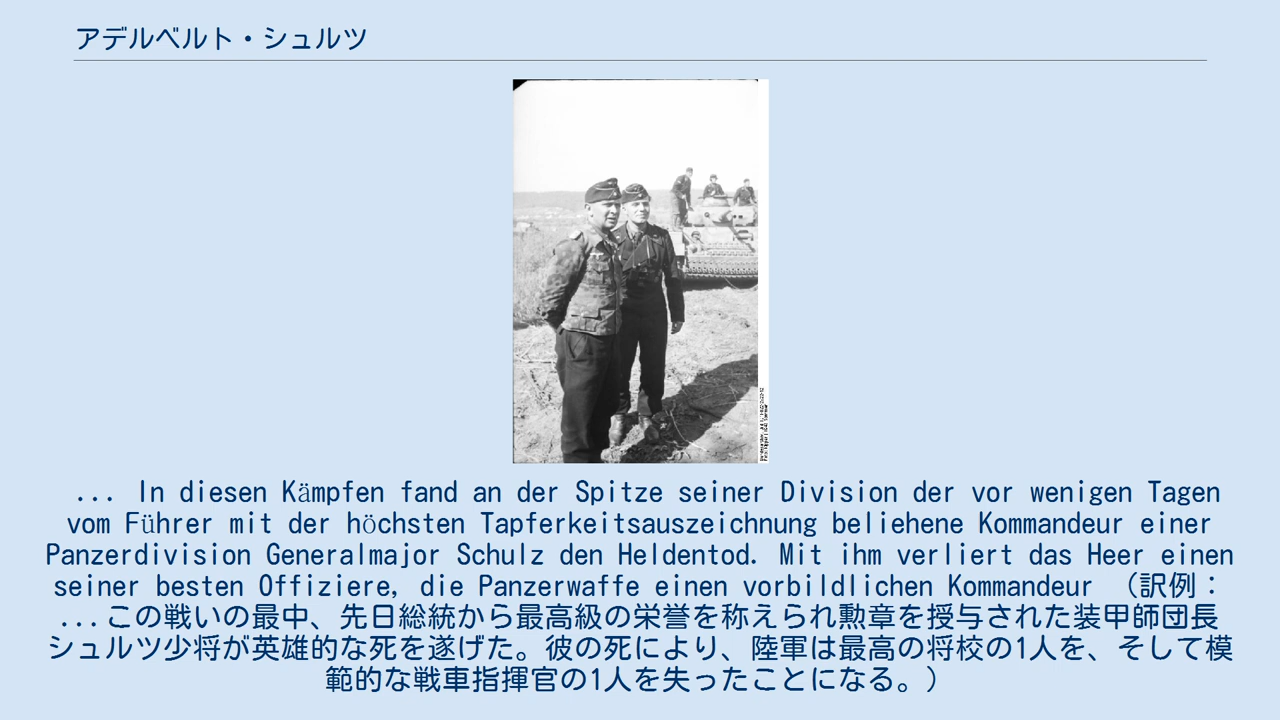 アデルベルト・シュルツ
... In diesen Kämpfen fand an der Spitze seiner Division der vor wenigen Tagen
vom Führer mit der höchsten Tapferkeitsauszeichnung beliehene Kommandeur einer
Panzerdivision Generalmajor Schulz den Heldentod. Mit ihm verliert das Heer einen
seiner besten Offiziere, die Panzerwaffe einen vorbildlichen Kommandeur （訳例：
...この戦いの最中、先日総統から最高級の栄誉を称えられ勲章を授与された装甲師団長
シュルツ少将が英雄的な死を遂げた。彼の死により、陸軍は最高の将校の1人を、そして模
範的な戦車指揮官の1人を失ったことになる。）